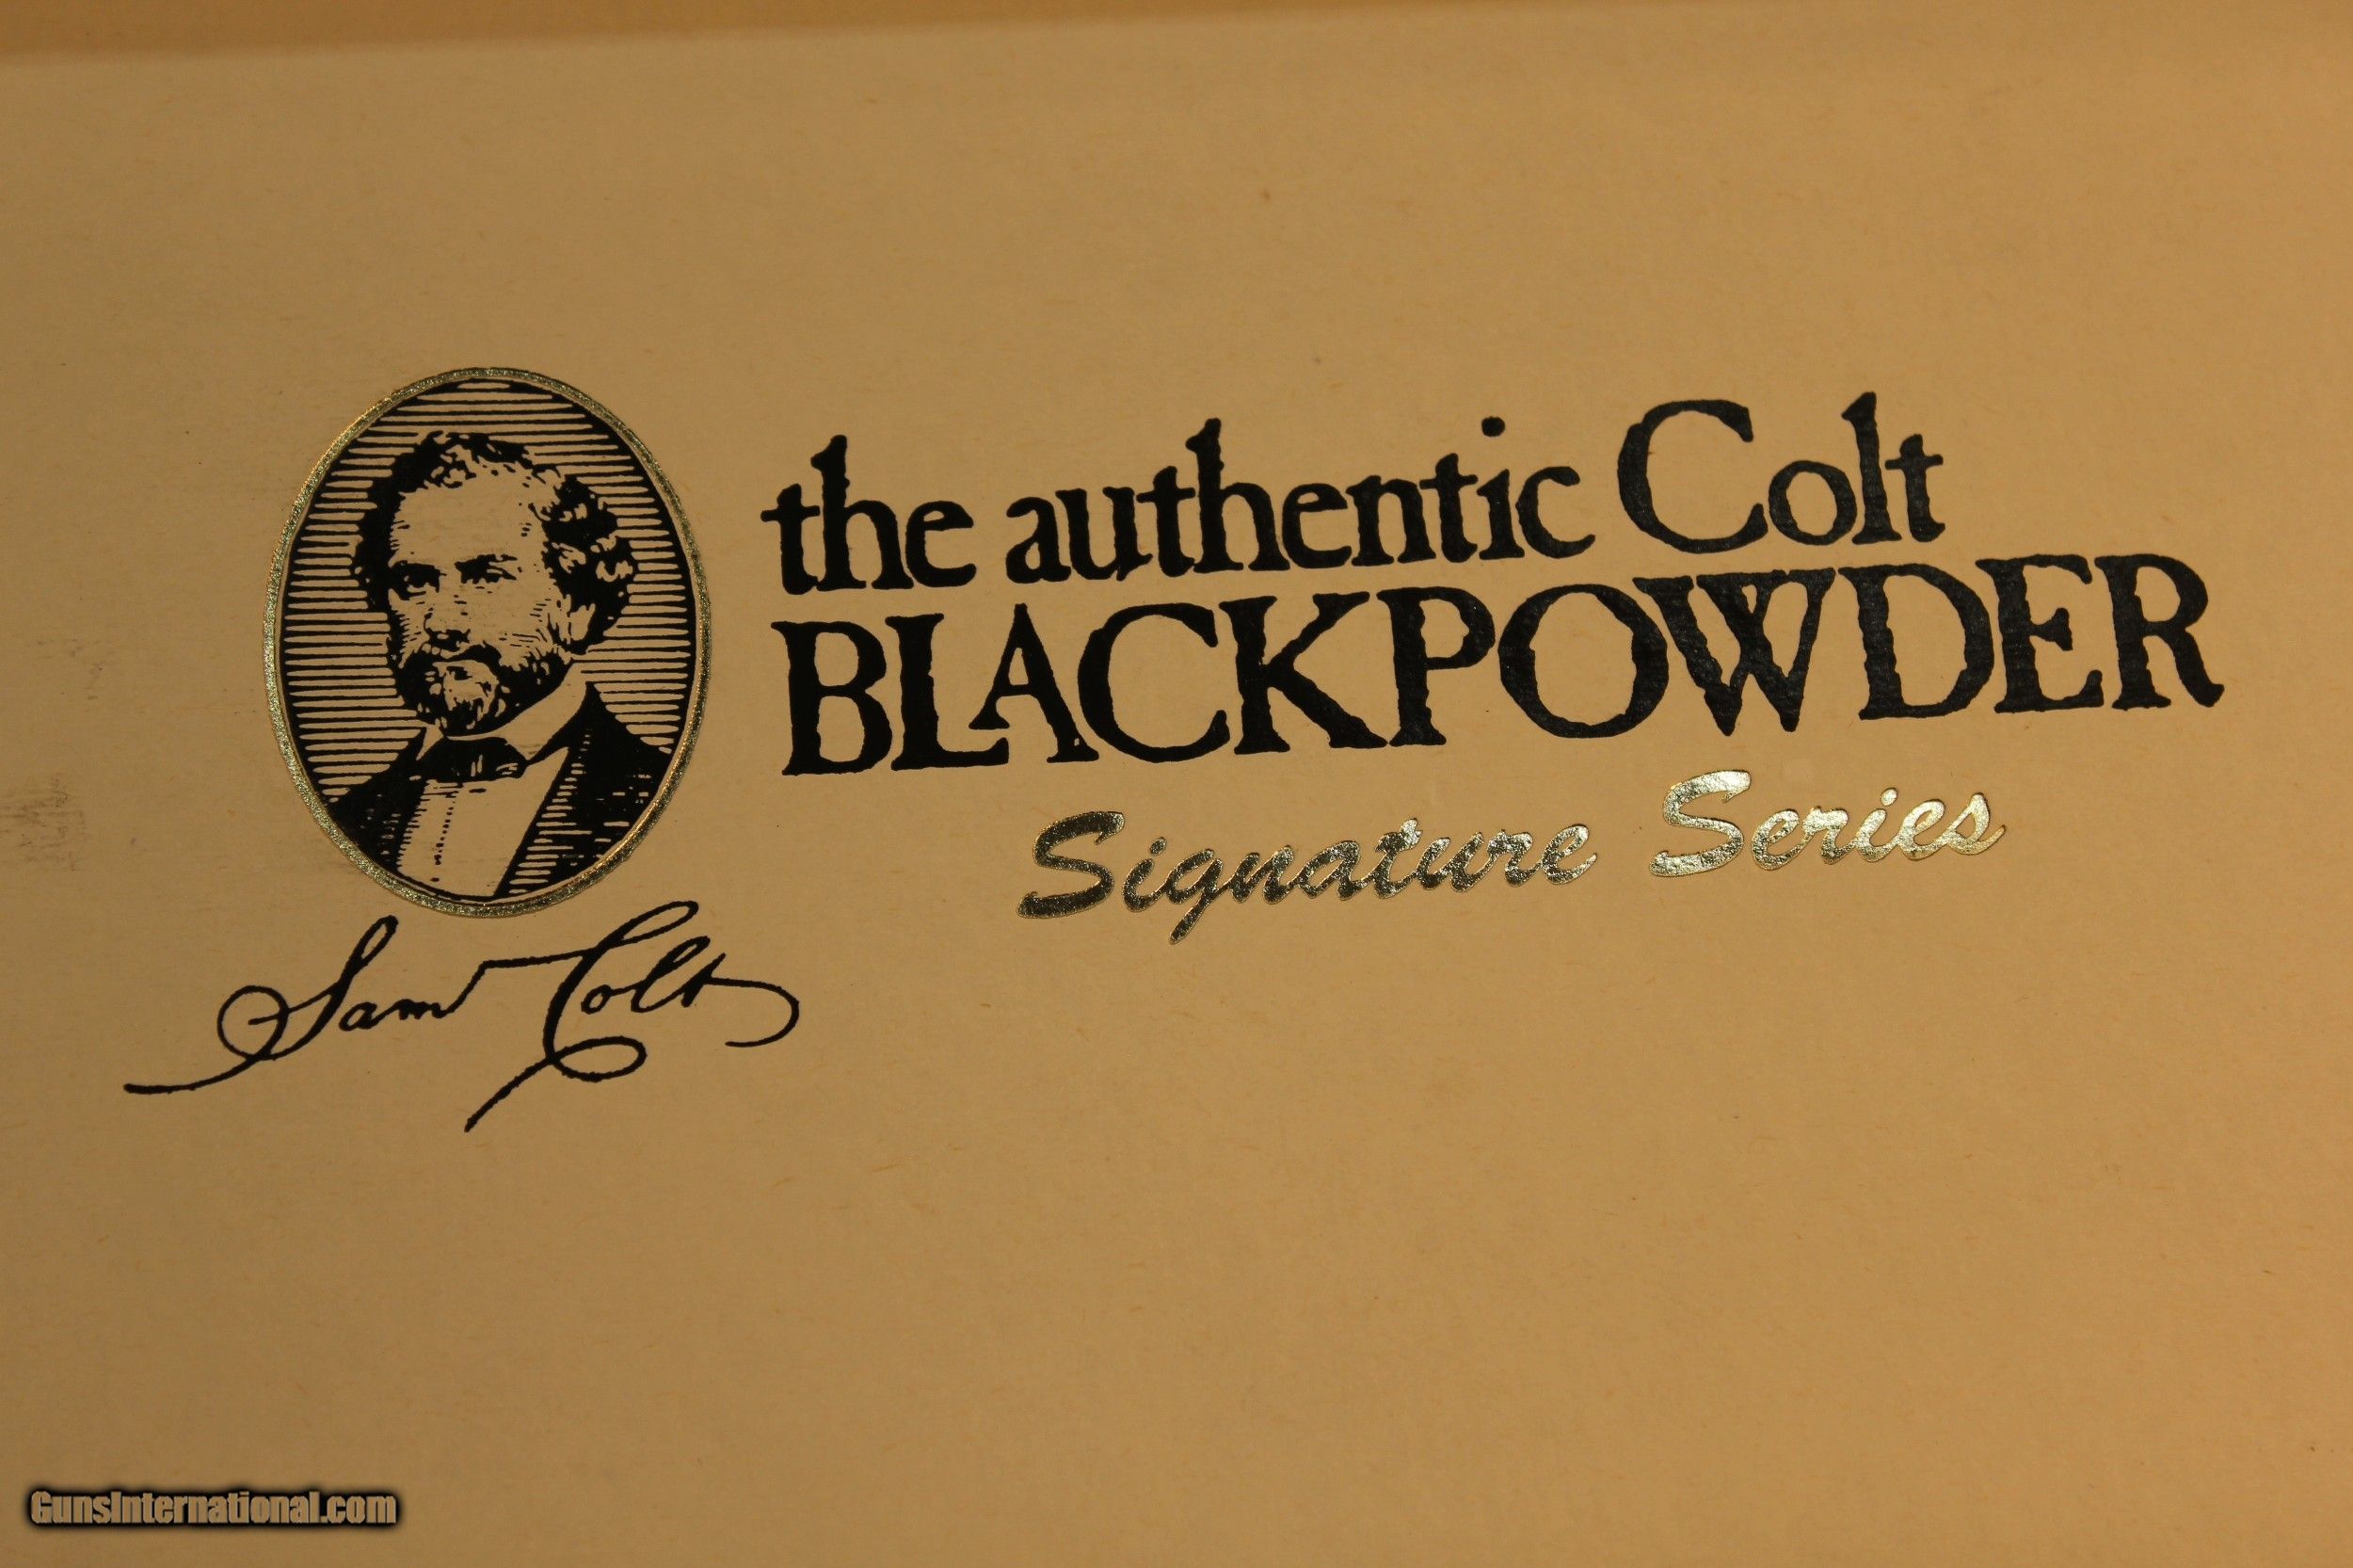 the authentic Colt
BLACKPOWDER
Signature Series
Sam Colt
GunsInternational.com